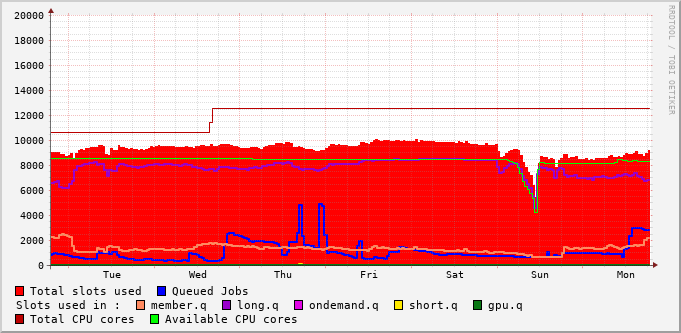 20000
18000
16000
14000
12000
10000
8000
6000
4000
2000
0
Tue Wed Thu Fri Sat Sun Mon
RRDTOOL / TOBI OETIKER
Total slots used Queued Jobs
Slots used in : member.q long.q ondemand.q short.q gpu.q
Total CPU cores Available CPU cores